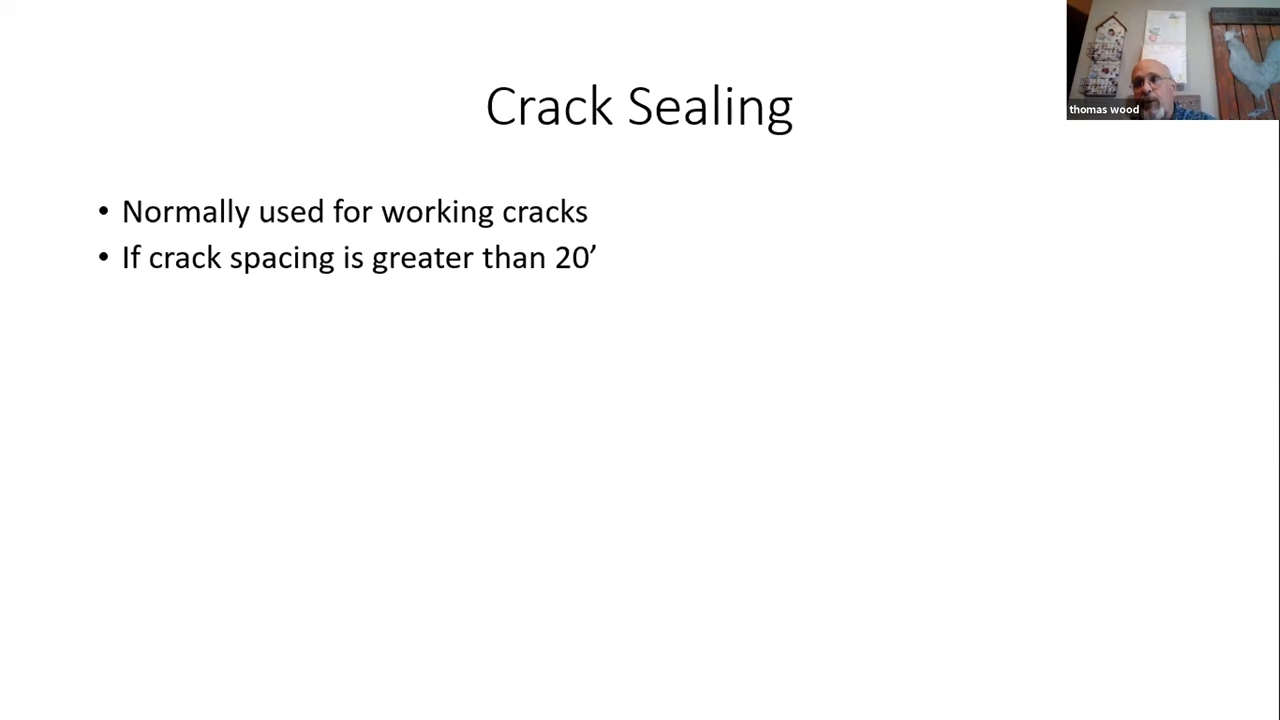 Crack Sealing
• Normally used for working cracks
• If crack spacing is greater than 20’
thomas wood